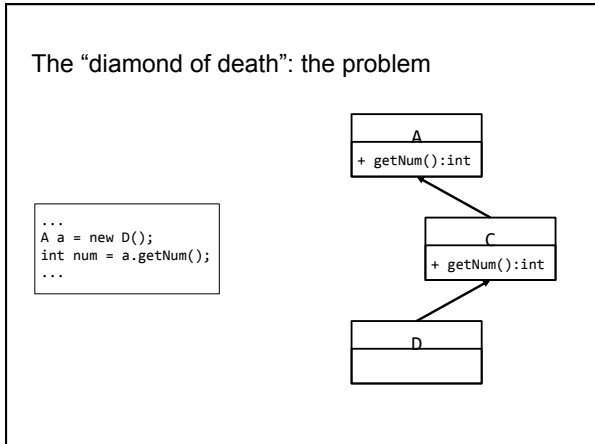 The “diamond of death”: the problem
A
+ getNum():int
...
A a = new D();
int num = a.getNum();
...
C
+ getNum():int
D